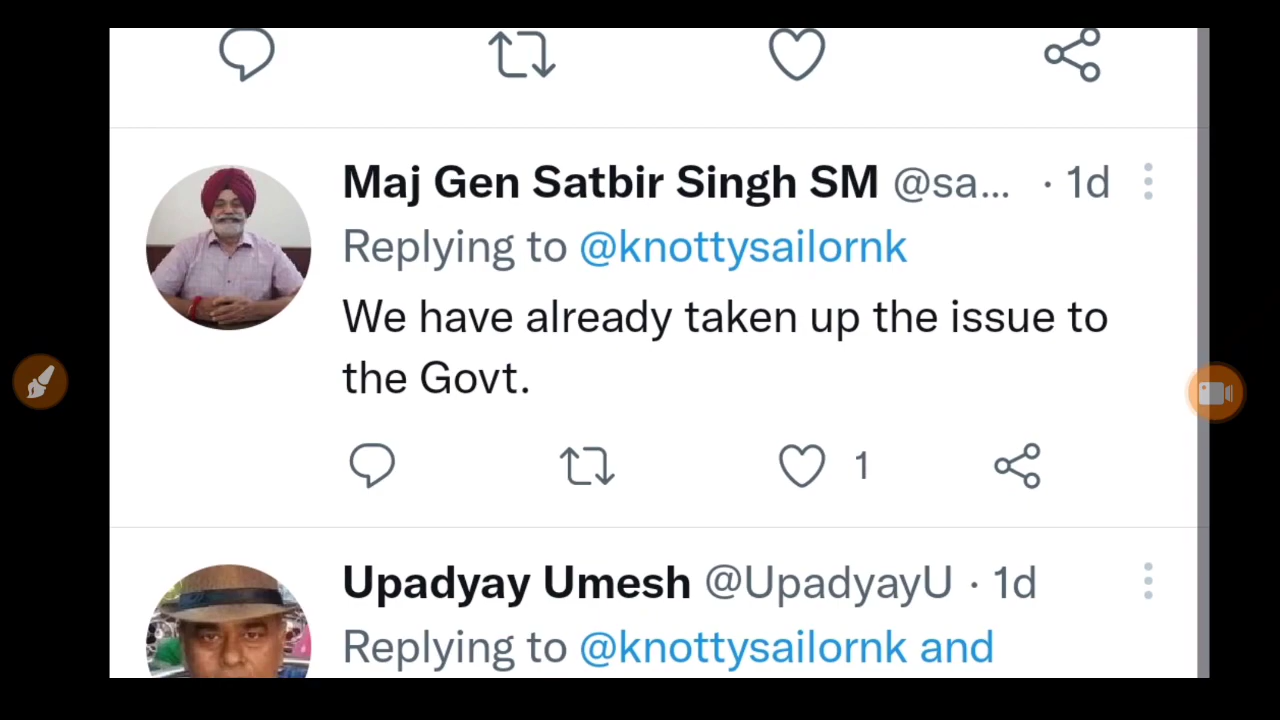 Maj Gen Satbir Singh SM @sa... · 1d
Replying to @knottysailornk
We have already taken up the issue to
the Govt.
1
Upadyay Umesh @UpadyayU · 1d
Replying to @knottysailornk and